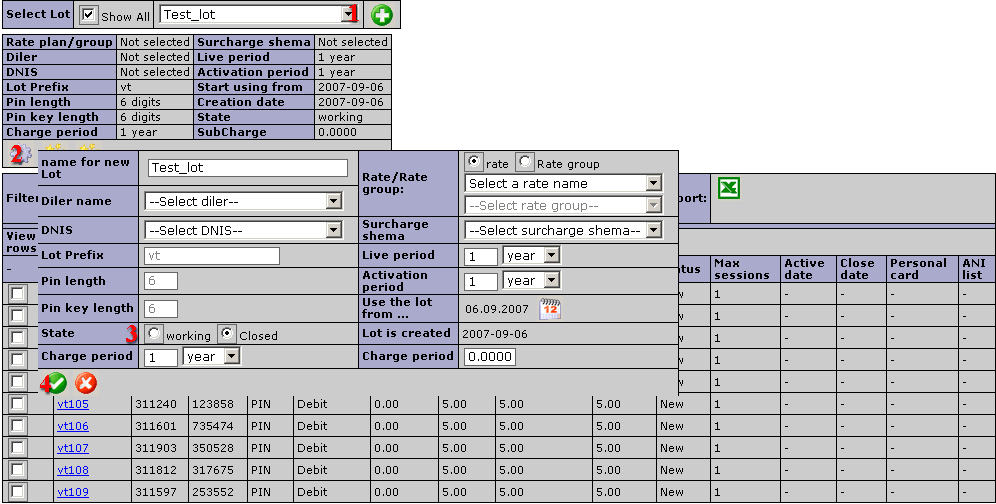 Select Lot Show All Test_lot 1
Rate plan/group Not selected Surcharge shema Not selected
Diler Not selected Live period 1 year
DNIS Not selected Activation period 1 year
Lot Prefix vt Start using from 2007-09-06
Pin length 6 digits Creation date 2007-09-06
Pin key length 6 digits State working
Charge period 1 year SubCharge 0.0000
2
name for new Lot Test_lot
Rate/Rate group: rate Rate group
Select a rate name
--Select rate group--
Diler name --Select diler--
DNIS --Select DNIS--
Surcharge shema --Select surcharge shema--
Lot Prefix vt
Live period 1 year
Pin length 6
Activation period 1 year
Pin key length 6
Use the lot from ... 06.09.2007 12
State 3 working Closed
Lot is created 2007-09-06
Charge period 1 year
Charge period 0.0000
4
Filter
port:
View
rows
-
tus Max sessions Active date Close date Personal card ANI list
w 1 - - - -
w 1 - - - -
w 1 - - - -
w 1 - - - -
w 1 - - - -
vt105 311240 123858 PIN Debit 0.00 5.00 5.00 5.00 New 1 - - - -
vt106 311601 735474 PIN Debit 0.00 5.00 5.00 5.00 New 1 - - - -
vt107 311903 350528 PIN Debit 0.00 5.00 5.00 5.00 New 1 - - - -
vt108 311812 317675 PIN Debit 0.00 5.00 5.00 5.00 New 1 - - - -
vt109 311597 253552 PIN Debit 0.00 5.00 5.00 5.00 New 1 - - - -